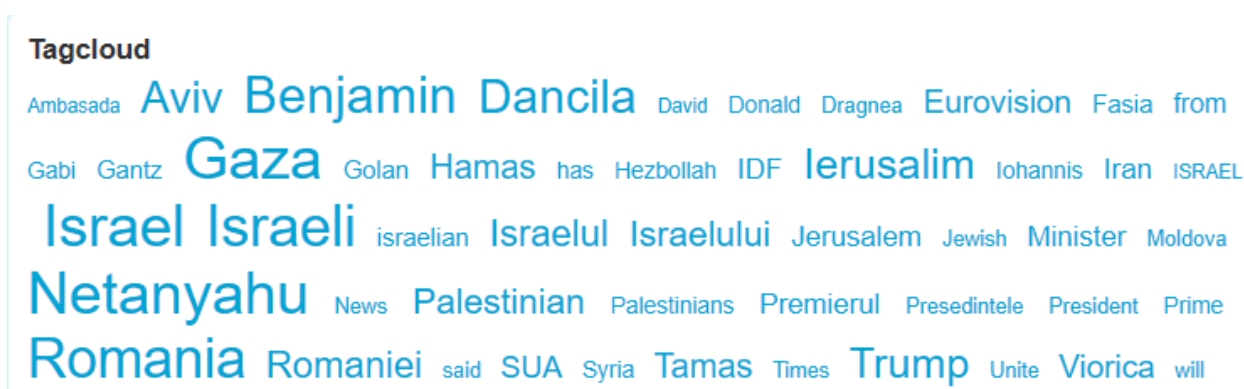 Tagcloud
Ambasada Aviv Benjamin Dancila David Donald Dragnea Eurovision Fasia from
Gabi Gantz Gaza Golan Hamas has Hezbollah IDF Ierusalim Iohannis Iran ISRAEL
Israel Israeli israelian Israelul Israelului Jerusalem Jewish Minister Moldova
Netanyahu News Palestinian Palestinians Premierul Presedintele President Prime
Romania Romaniei said SUA Syria Tamas Times Trump Unite Viorica will